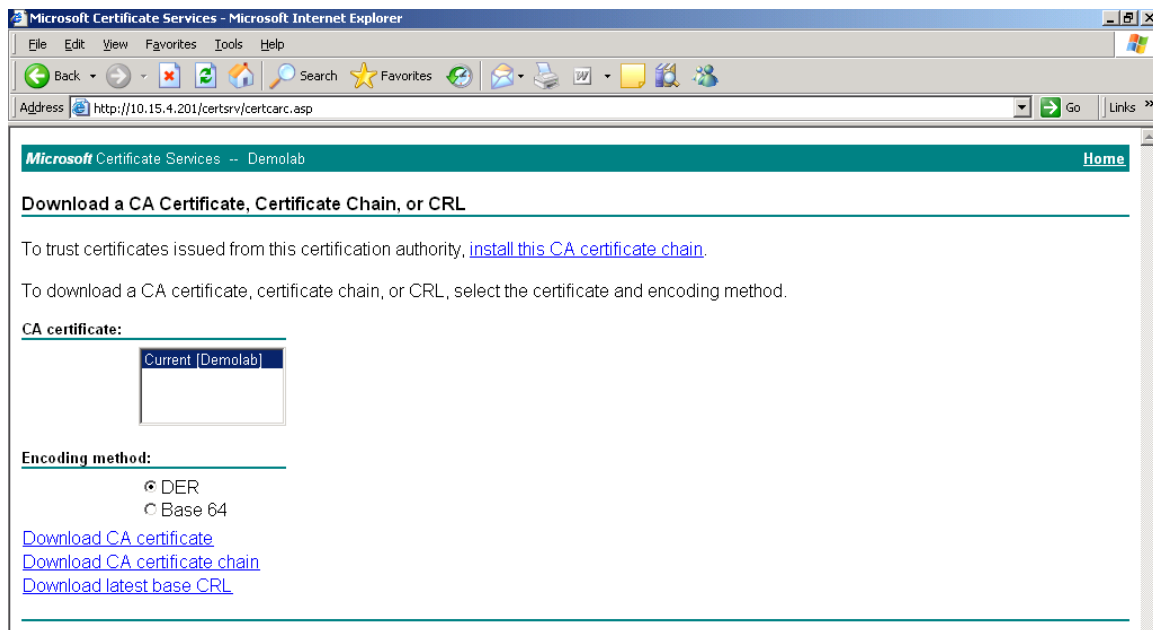 Microsoft Certificate Services - Microsoft Internet Explorer
File Edit View Favorites Tools Help
Back Search Favorites
Address http://10.15.4.201/certsrv/certcarc.asp Go Links »
Microsoft Certificate Services -- Demolab Home
Download a CA Certificate, Certificate Chain, or CRL
To trust certificates issued from this certification authority, install this CA certificate chain.
To download a CA certificate, certificate chain, or CRL, select the certificate and encoding method.
CA certificate:
Current [Demolab]
Encoding method:
DER
Base 64
Download CA certificate
Download CA certificate chain
Download latest base CRL